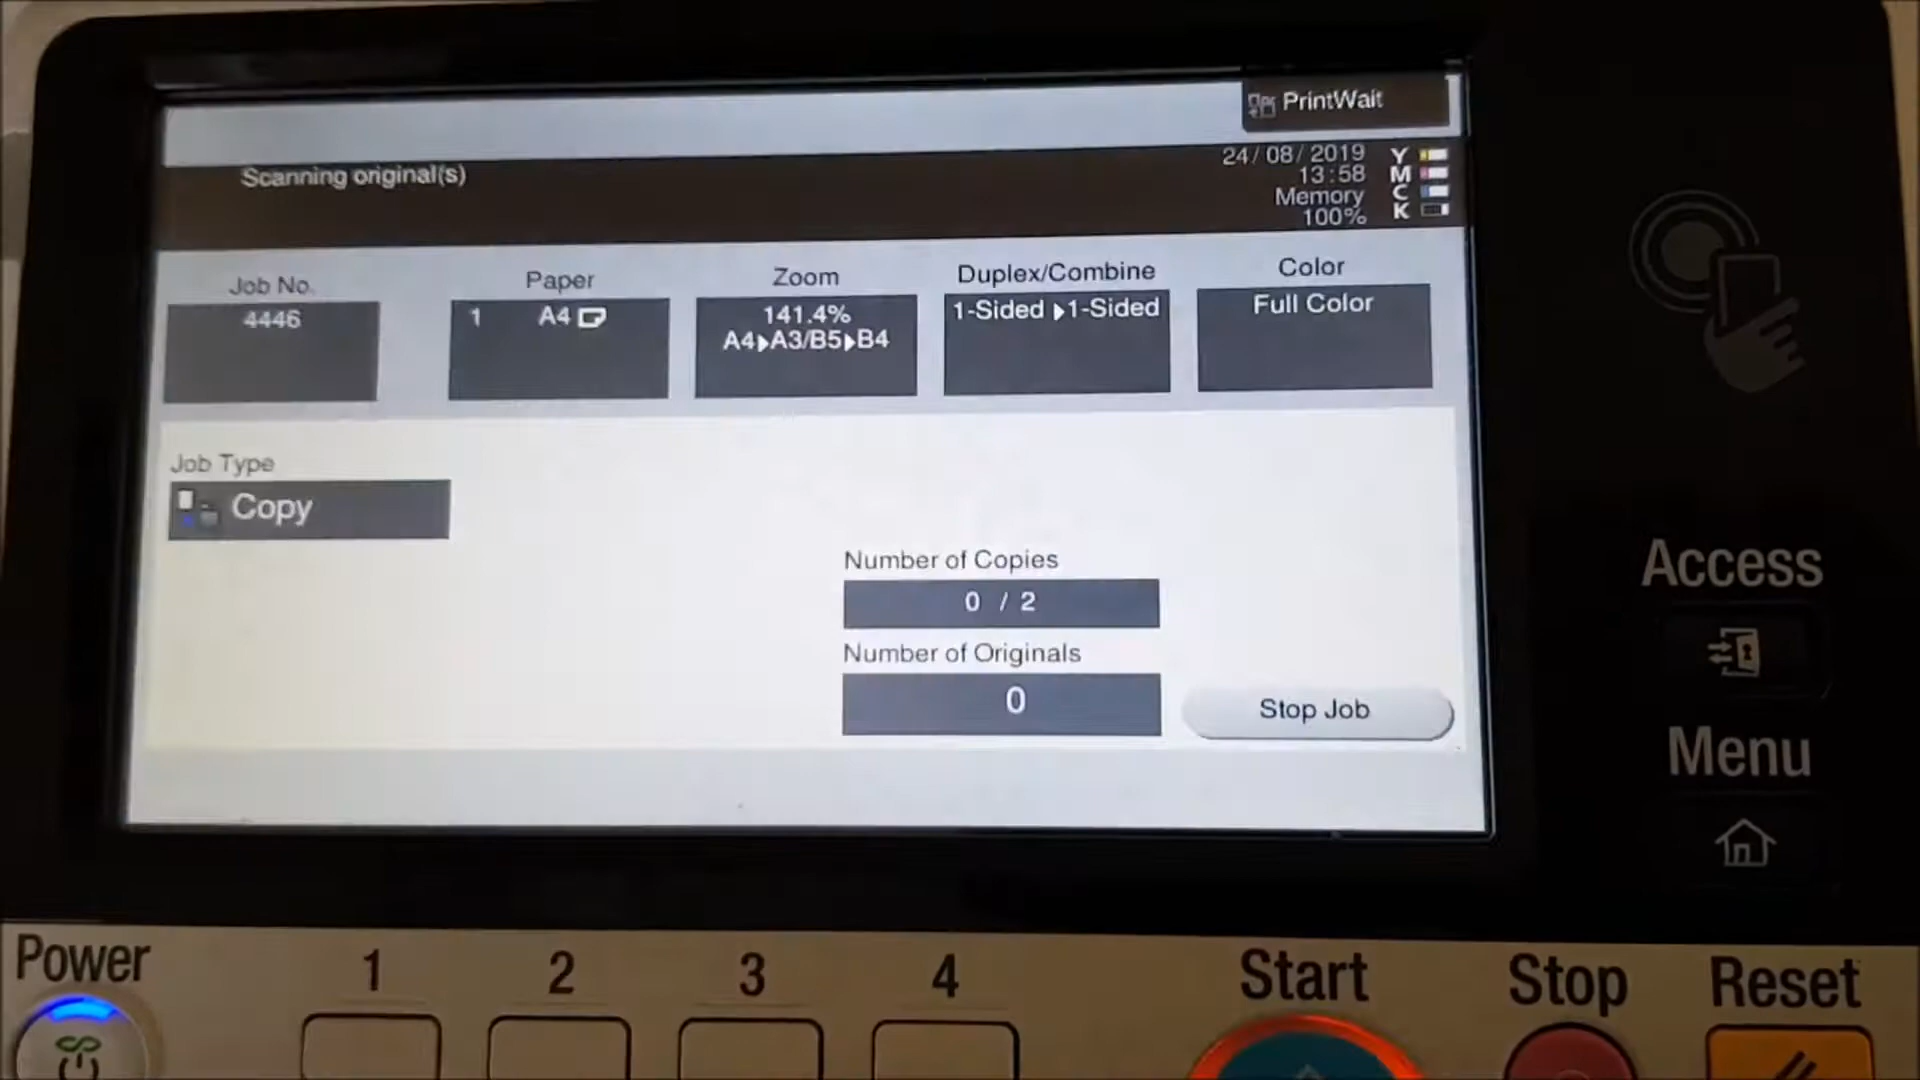 PrintWait
Scanning original(s)
24/08/2019
13:58
Memory
100%
Y
M
C
K
Job No.
4446
Paper
1 A4
Zoom
141.4%
A4▶A3/B5▶B4
Duplex/Combine
1-Sided ▶1-Sided
Color
Full Color
Job Type
Copy
Number of Copies
0 / 2
Number of Originals
0
Stop Job
Access
Menu
Power
1
2
3
4
Start
Stop
Reset